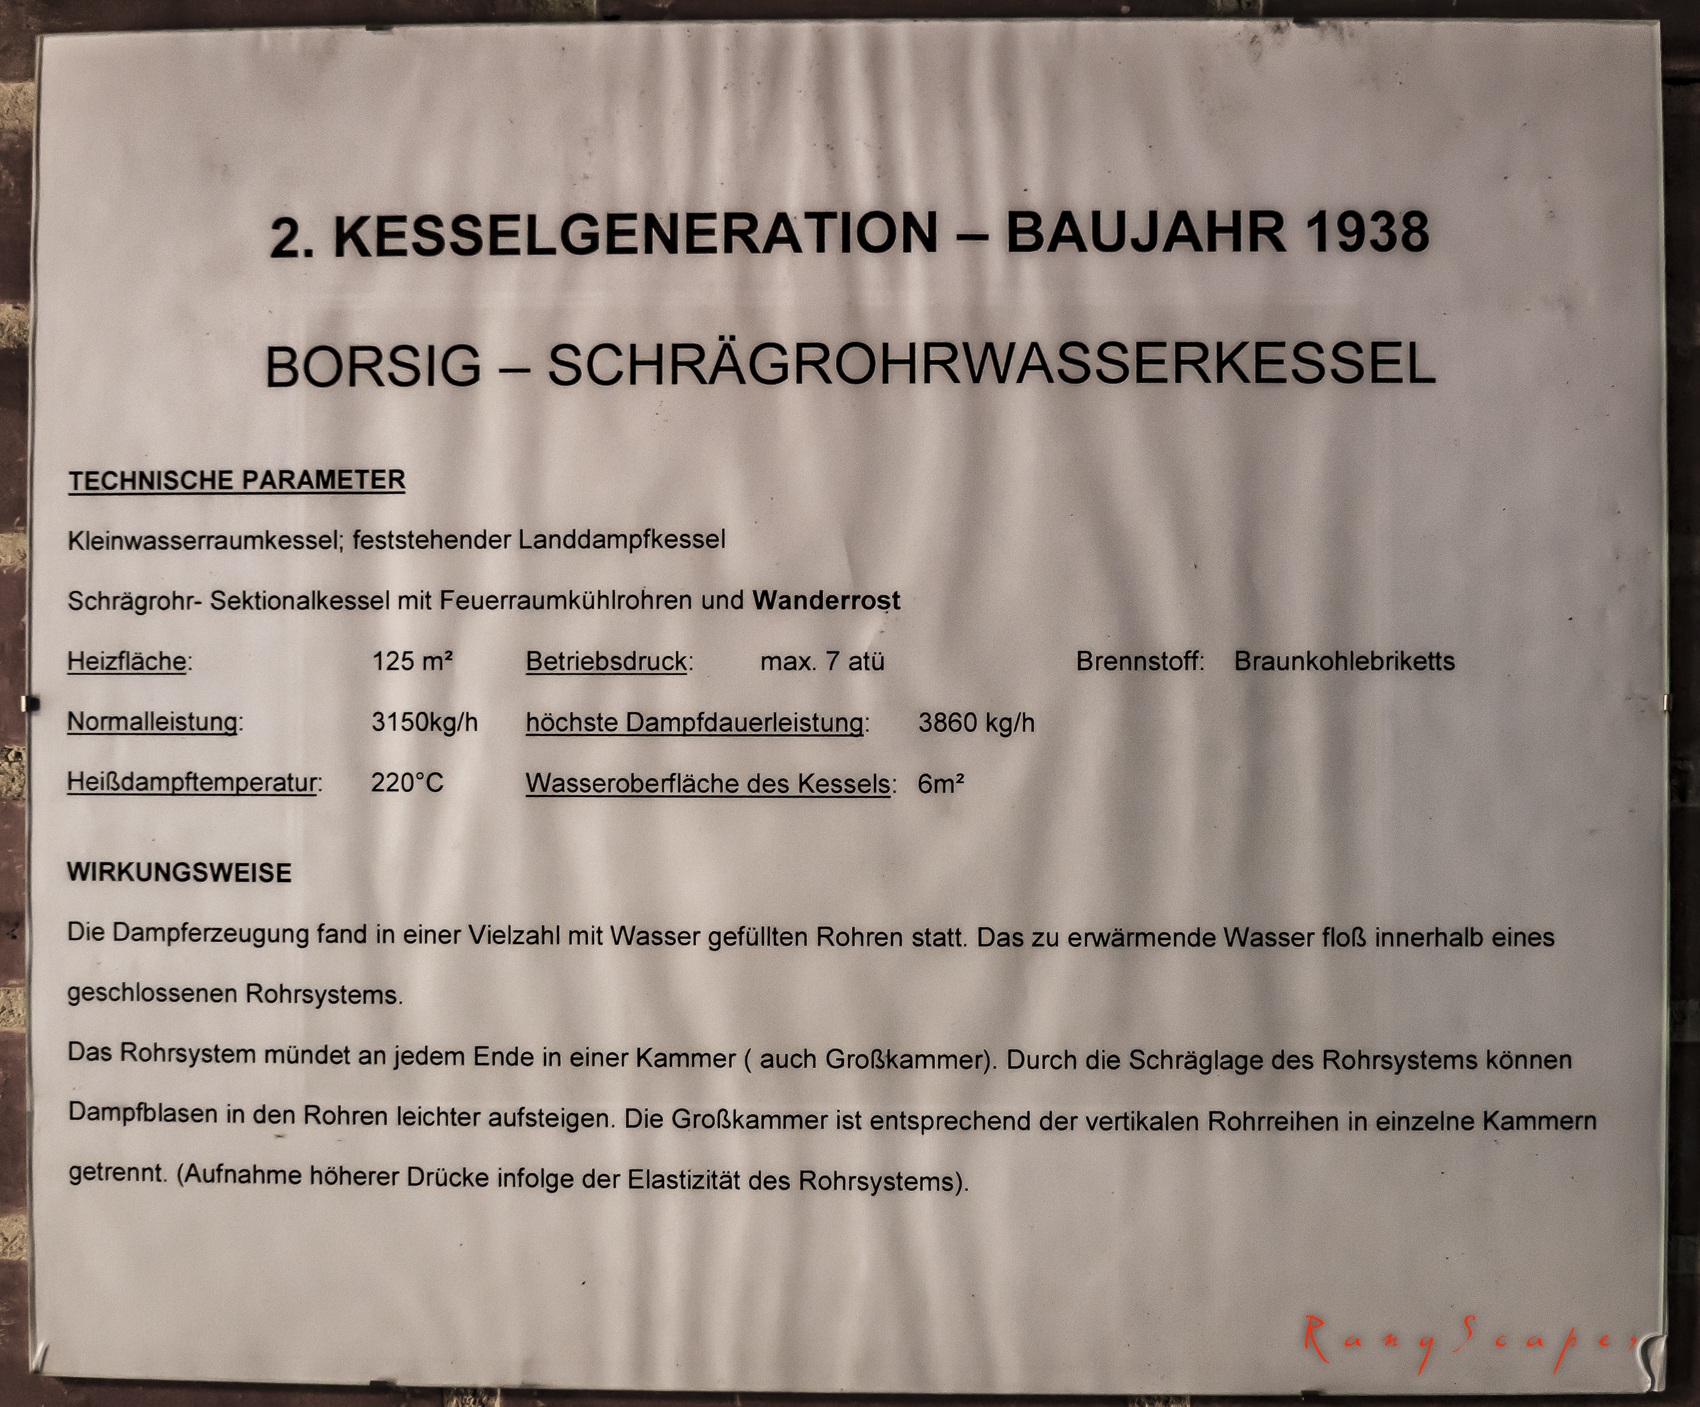 2. KESSELGENERATION – BAUJAHR 1938
BORSIG – SCHRÄGROHRWASSERKESSEL
TECHNISCHE PARAMETER
Kleinwasserraumkessel; feststehender Landdampfkessel
Schrägrohr- Sektionalkessel mit Feuerraumkühlrohren und Wanderrost
Heizfläche: 125 m² Betriebsdruck: max. 7 atü Brennstoff: Braunkohlebriketts
Normalleistung: 3150kg/h höchste Dampfdauerleistung: 3860 kg/h
Heißdampftemperatur: 220°C Wasseroberfläche des Kessels: 6m²
WIRKUNGSWEISE
Die Dampferzeugung fand in einer Vielzahl mit Wasser gefüllten Rohren statt. Das zu erwärmende Wasser floß innerhalb eines
geschlossenen Rohrsystems.
Das Rohrsystem mündet an jedem Ende in einer Kammer ( auch Großkammer). Durch die Schräglage des Rohrsystems können
Dampfblasen in den Rohren leichter aufsteigen. Die Großkammer ist entsprechend der vertikalen Rohrreihen in einzelne Kammern
getrennt. (Aufnahme höherer Drücke infolge der Elastizität des Rohrsystems).
RanyScapes